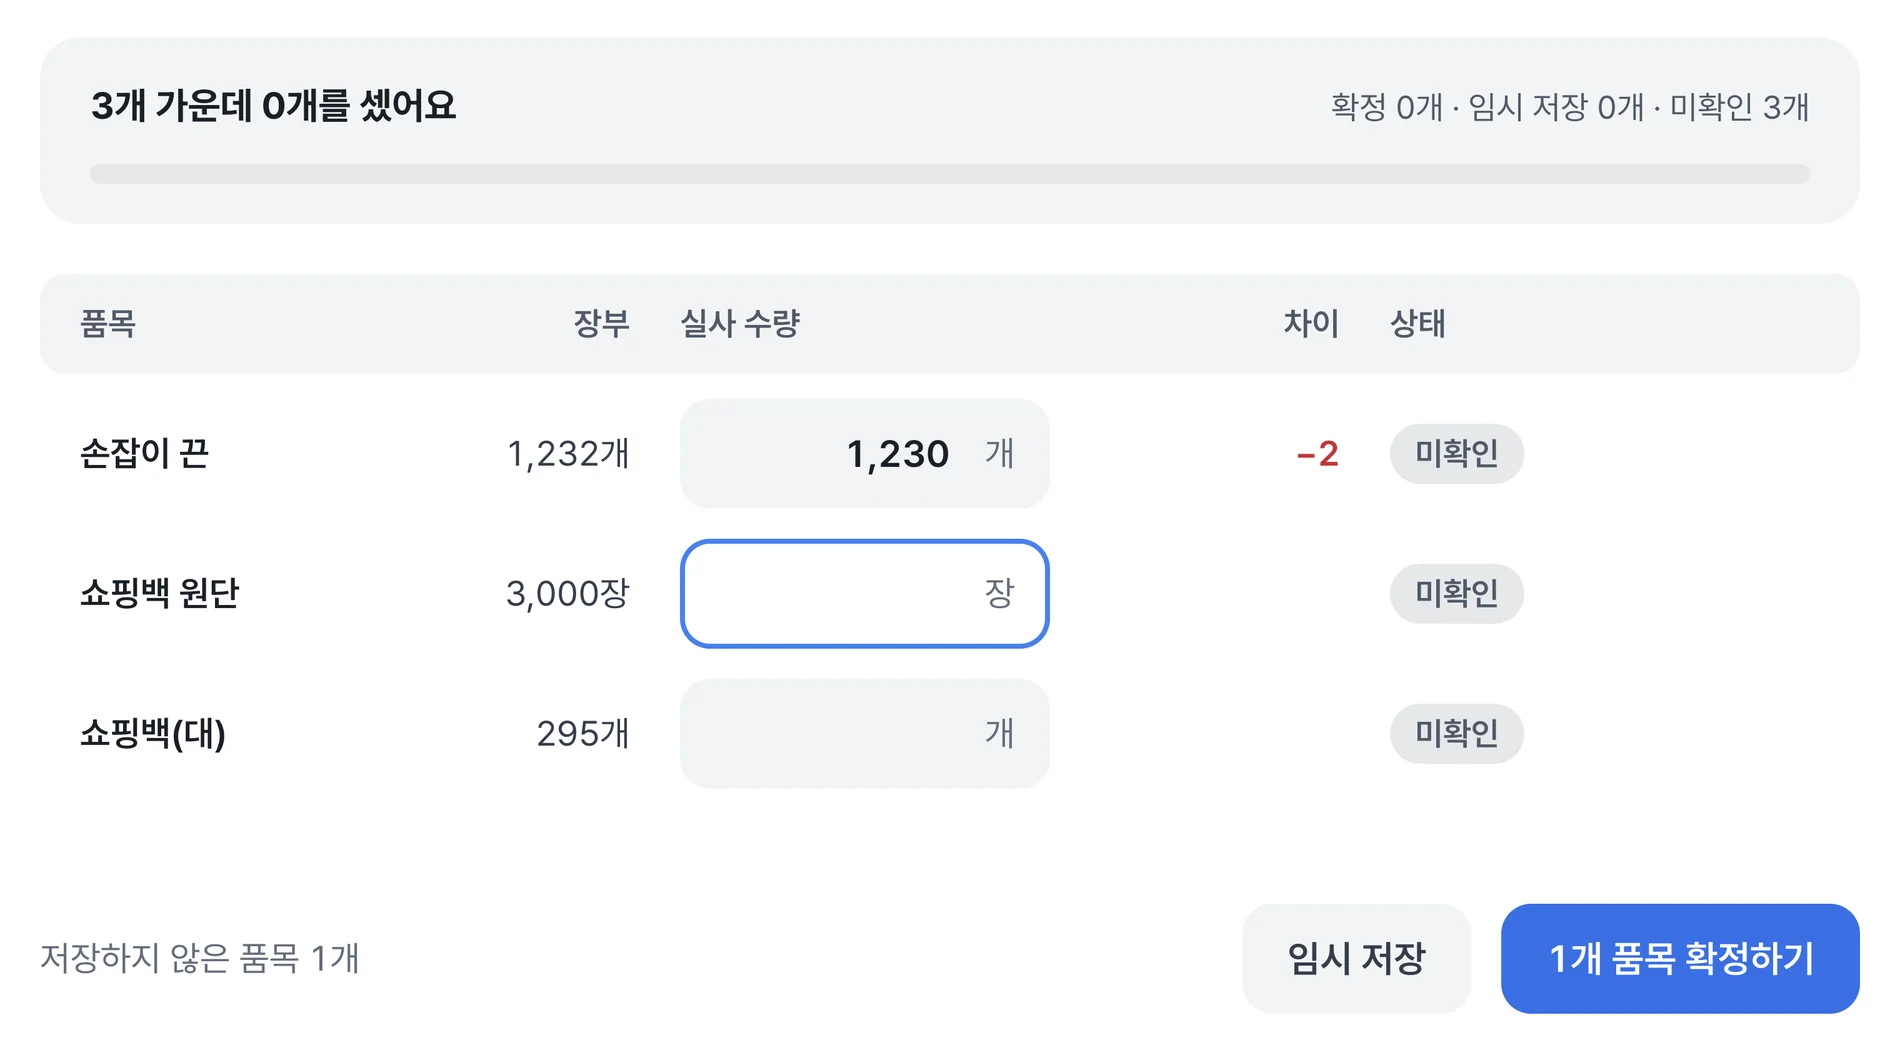 3개 가운데 0개를 셌어요
확정 0개 · 임시 저장 0개 · 미확인 3개
품목 장부 실사 수량 차이 상태
손잡이 끈 1,232개 1,230 개 −2 미확인
쇼핑백 원단 3,000장 장 미확인
쇼핑백(대) 295개 개 미확인
저장하지 않은 품목 1개 임시 저장 1개 품목 확정하기